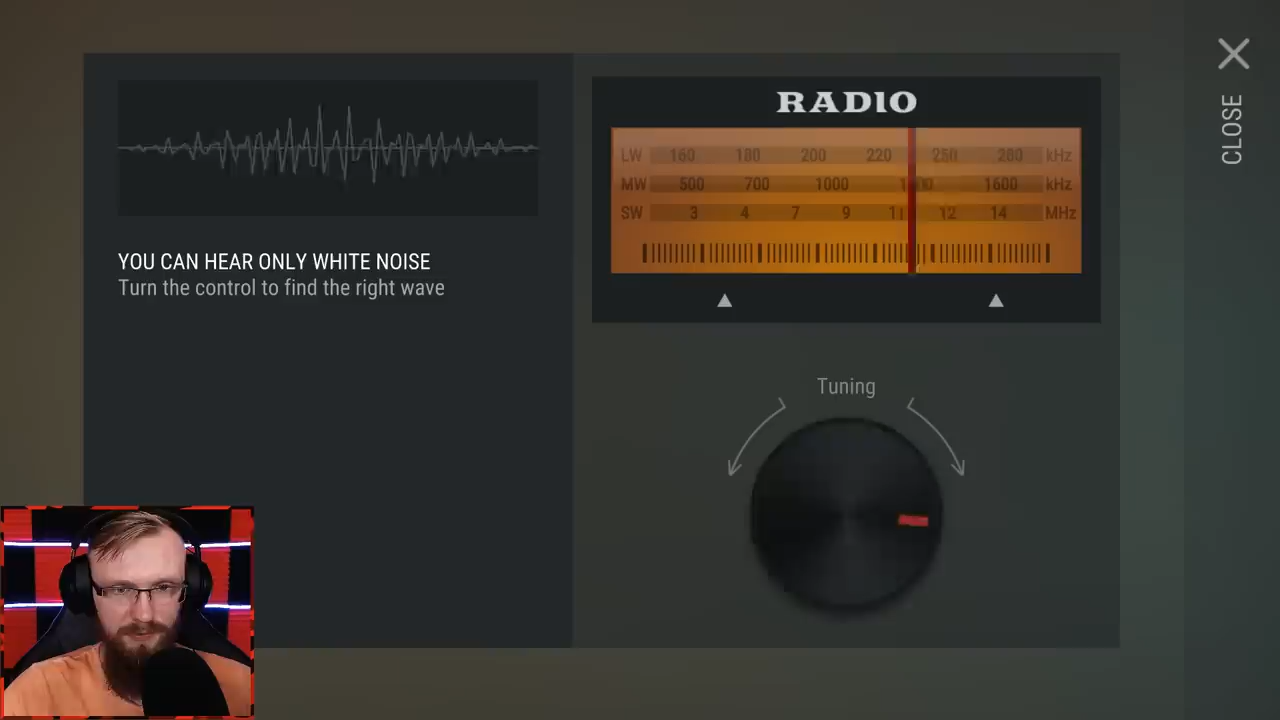 YOU CAN HEAR ONLY WHITE NOISE
Turn the control to find the right wave
RADIO
LW 160 180 200 220 250 280 kHz
MW 500 700 1000 1600 kHz
SW 3 4 7 9 11 12 14 MHz
Tuning
CLOSE